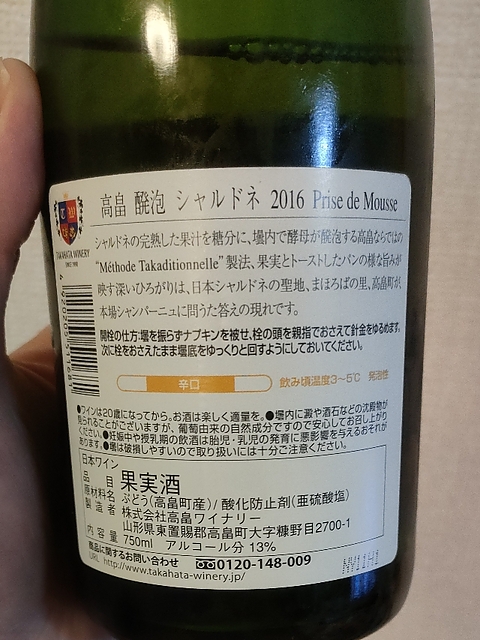 高畠 醗泡 シャルドネ 2016 Prise de Mousse
TAKAHATA WINERY
シャルドネの完熟した果汁を糖分に、壜内で酵母が醗泡する高畠ならではの
"Méthode Takaditionnelle" 製法、果実とトーストしたパンの様な旨みが
映す深いひろがりは、日本シャルドネの聖地、まほろばの里、高畠町が、
本場シャンパーニュに問うた答えの現れです。
開栓の仕方:壜を振らずナプキンを被せ、栓の頭を親指でおさえて針金をゆるめます。
次に栓をおさえたまま壜底をゆっくりと回すようにしておいてください。
辛口 飲み頃温度3~5℃ 発泡性
●ワインは20歳になってから。お酒は楽しく適量を。●壜内に澱や酒石などの沈殿物が
見られることがございますが、葡萄由来の自然成分ですので安心してお召し上がり
ください。●妊娠中や授乳期の飲酒は胎児・乳児の発育に悪影響を与えるおそれが
あります。●壜は破損しやすいので取り扱いには十分ご注意ください。
日本ワイン
品目 果実酒
原材料名 ぶどう(高畠町産)/酸化防止剤(亜硫酸塩)
製造者 株式会社高畠ワイナリー
山形県東置賜郡高畠町大字糠野目2700-1
内容量 750ml アルコール分 13%
商品に関するお問い合わせ 0120-148-009
URL http://www.takahata-winery.jp/